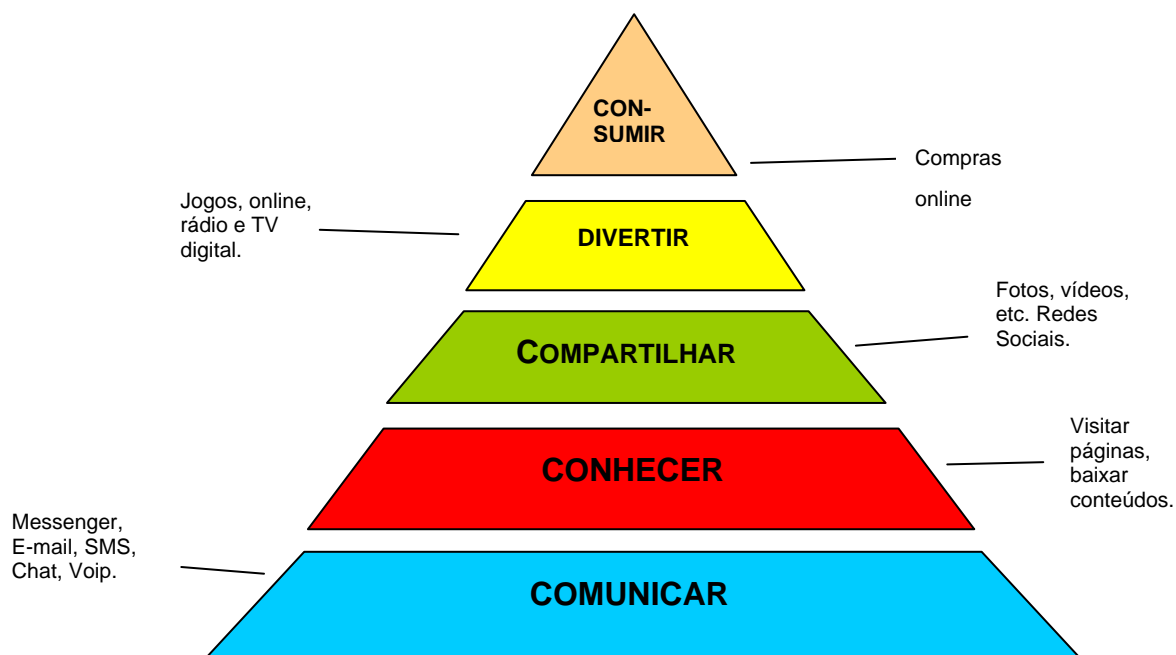 CON-
SUMIR
Compras
online
Jogos, online,
rádio e TV
digital.
DIVERTIR
Fotos, vídeos,
etc. Redes
Sociais.
COMPARTILHAR
Visitar
páginas,
baixar
conteúdos.
CONHECER
Messenger,
E-mail, SMS,
Chat, Voip.
COMUNICAR